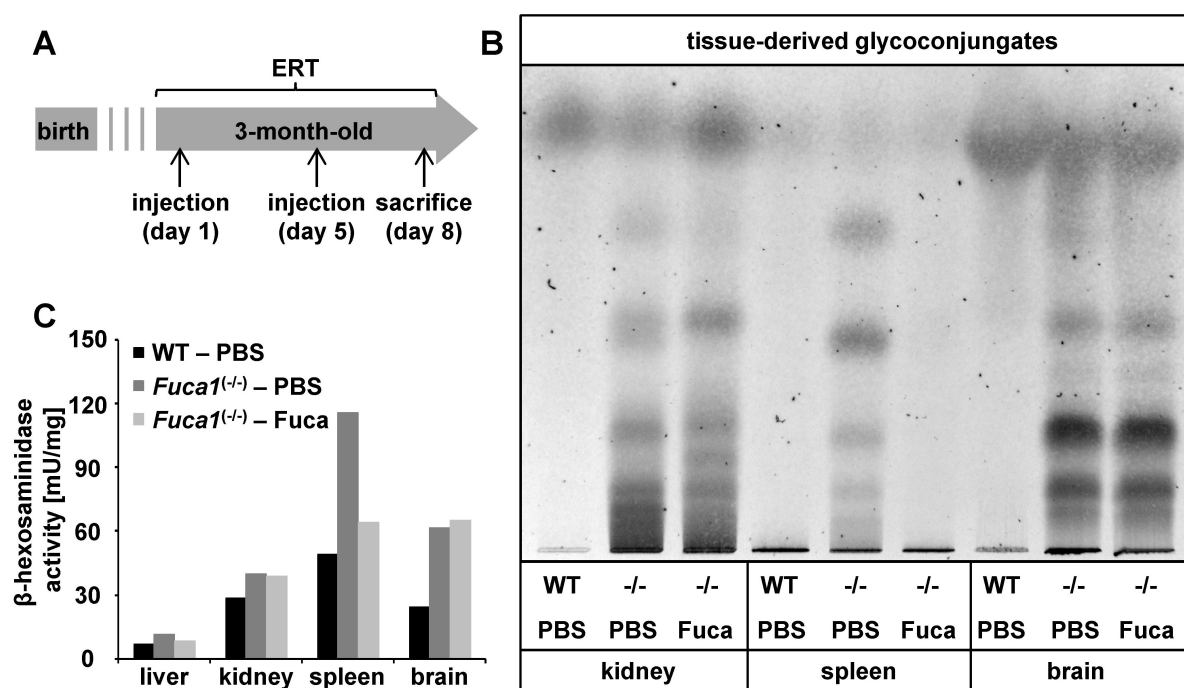 A
ERT
birth
3-month-old
injection injection sacrifice
(day 1) (day 5) (day 8)
B
tissue-derived glycoconjungates
WT -/- -/- WT -/- -/- WT -/- -/-
PBS PBS Fuca PBS PBS Fuca PBS PBS Fuca
kidney spleen brain
C
β-hexosaminidase
activity [mU/mg]
150
120
90
60
30
0
WT – PBS
Fuca1(-/-) – PBS
Fuca1(-/-) – Fuca
liver kidney spleen brain